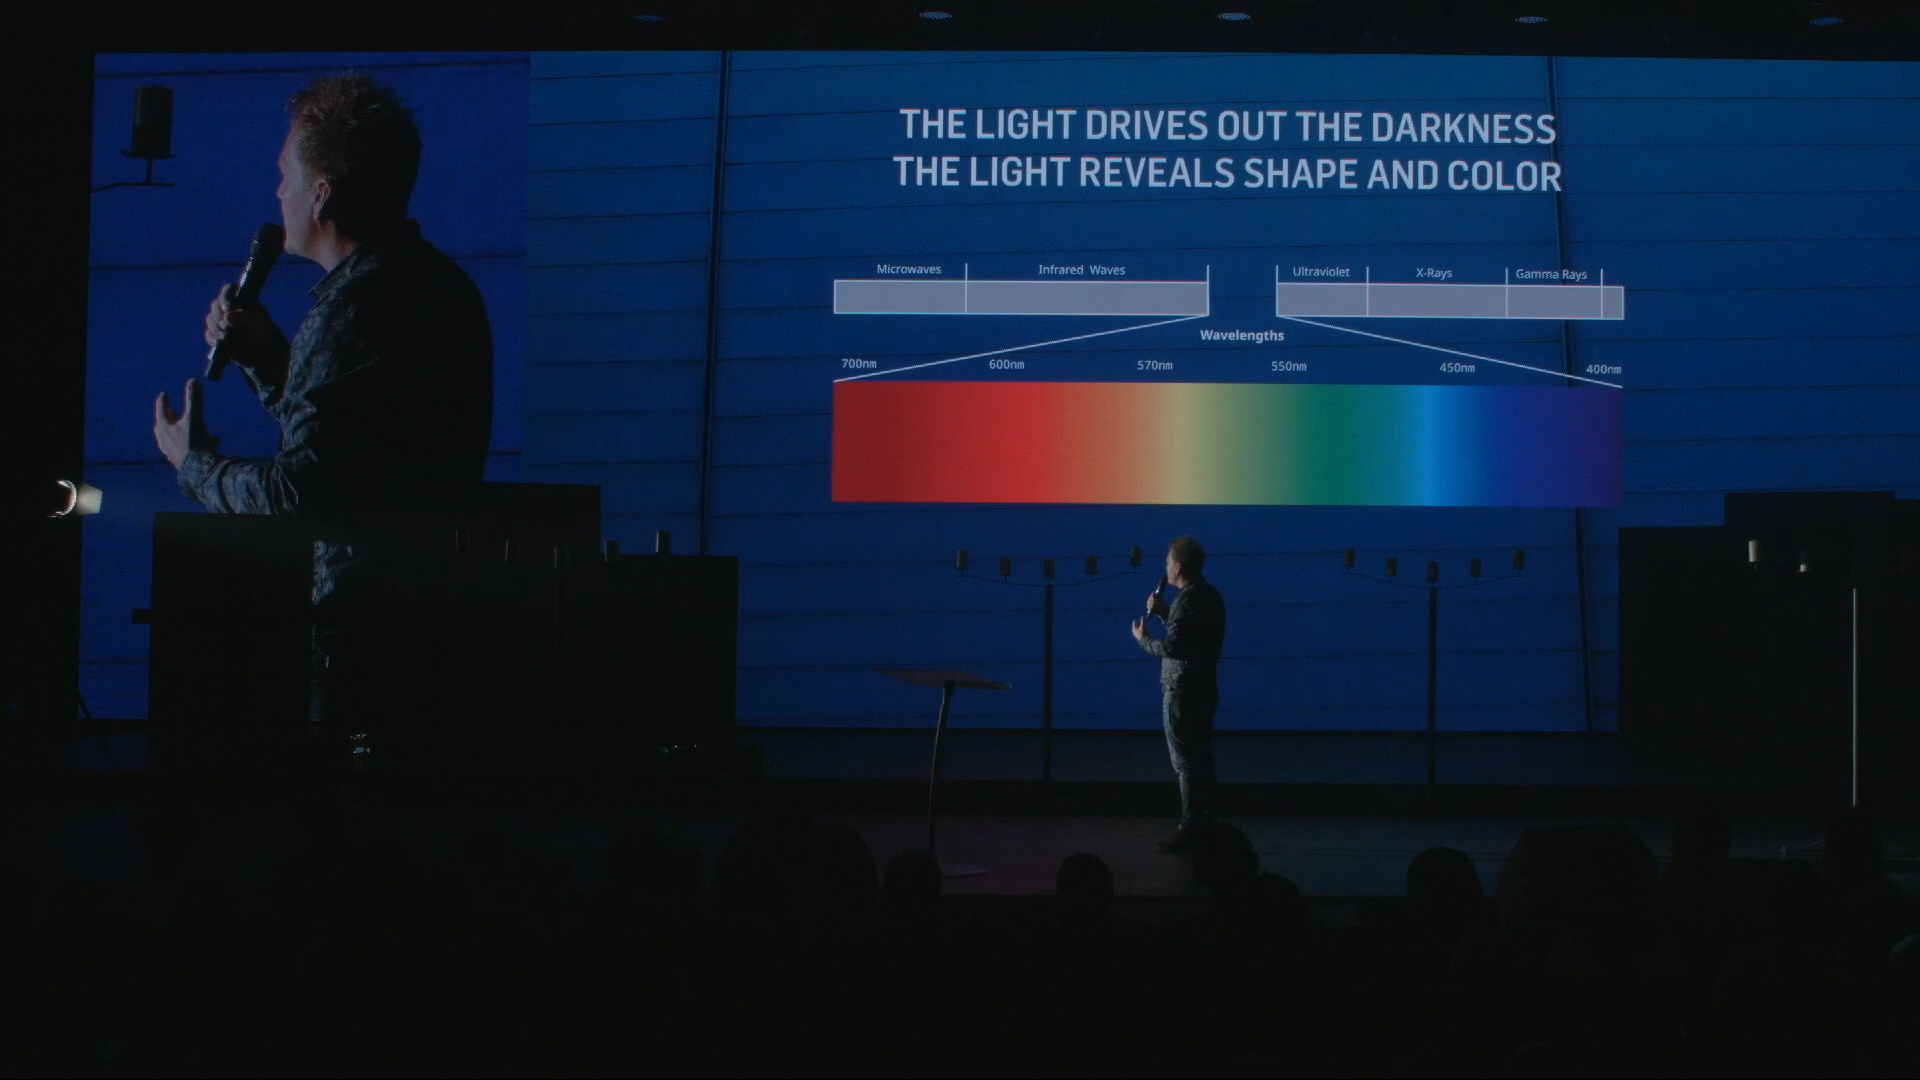 THE LIGHT DRIVES OUT THE DARKNESS
THE LIGHT REVEALS SHAPE AND COLOR
Microwaves Infrared Waves Ultraviolet X-Rays Gamma Rays
Wavelengths
700nm 600nm 570nm 550nm 450nm 400nm